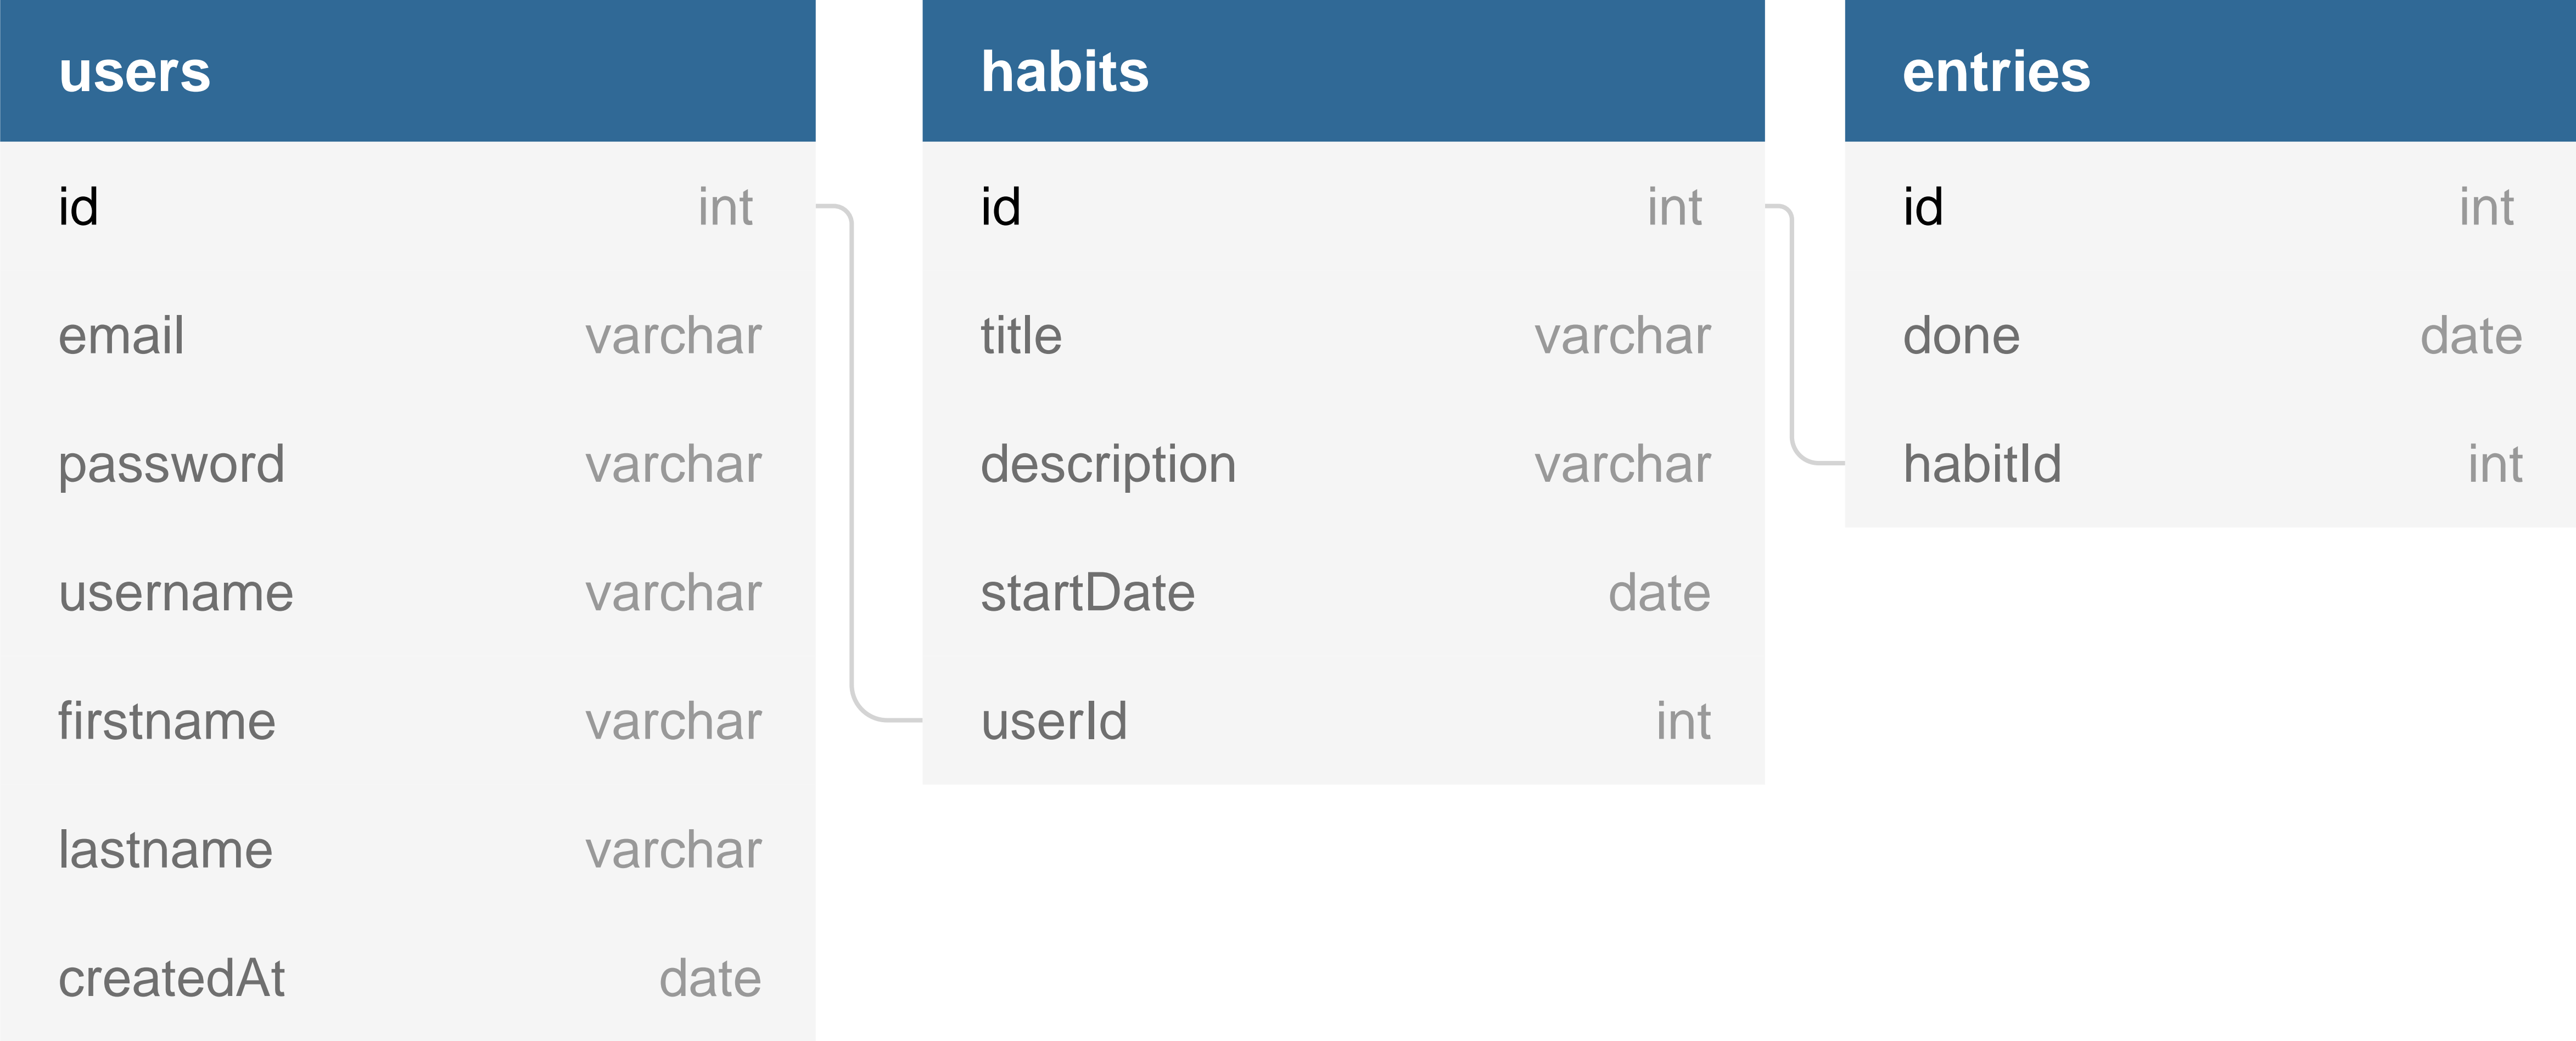 users
id int
email varchar
password varchar
username varchar
firstname varchar
lastname varchar
createdAt date
habits
id int
title varchar
description varchar
startDate date
userId int
entries
id int
done date
habitId int